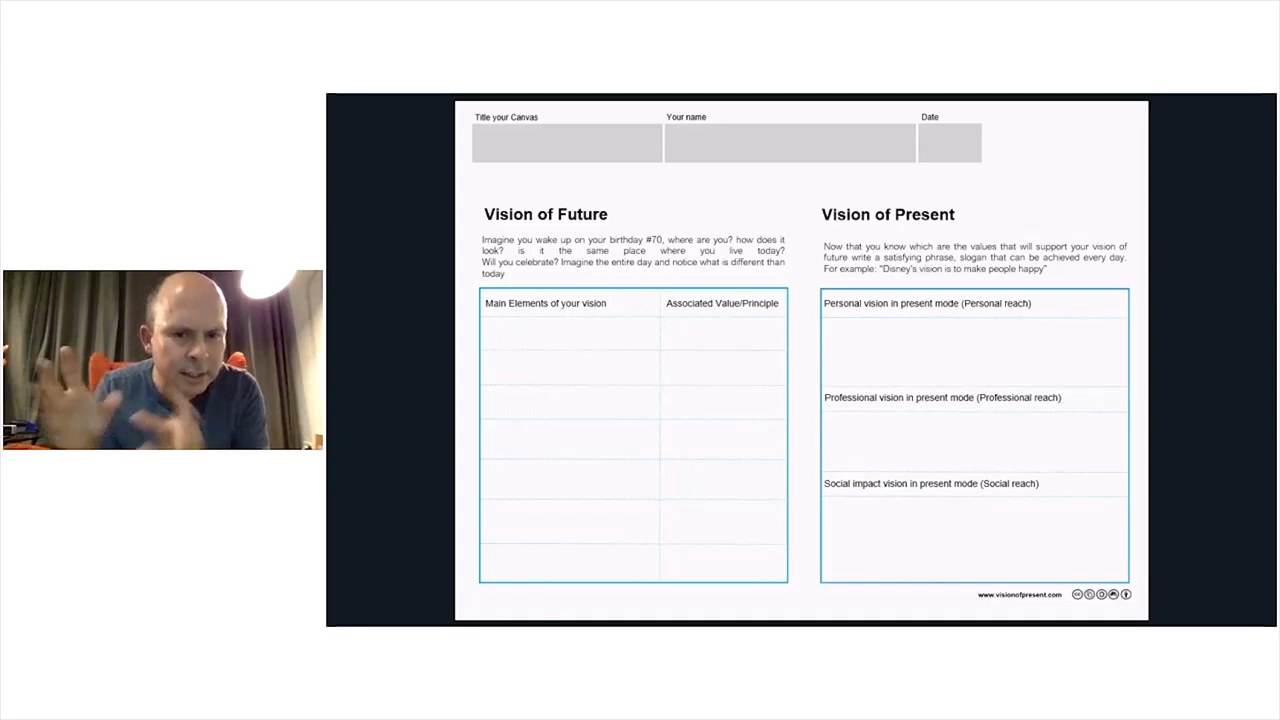 Title your Canvas
Your name
Date
Vision of Future
Imagine you wake up on your birthday #70, where are you? how does it
look? is it the same place where you live today?
Will you celebrate? Imagine the entire day and notice what is different than
today
Main Elements of your vision
Associated Value/Principle
Vision of Present
Now that you know which are the values that will support your vision of
future write a satisfying phrase, slogan that can be achieved every day.
For example: “Disney's vision is to make people happy”
Personal vision in present mode (Personal reach)
Professional vision in present mode (Professional reach)
Social impact vision in present mode (Social reach)
www.visionofpresent.com